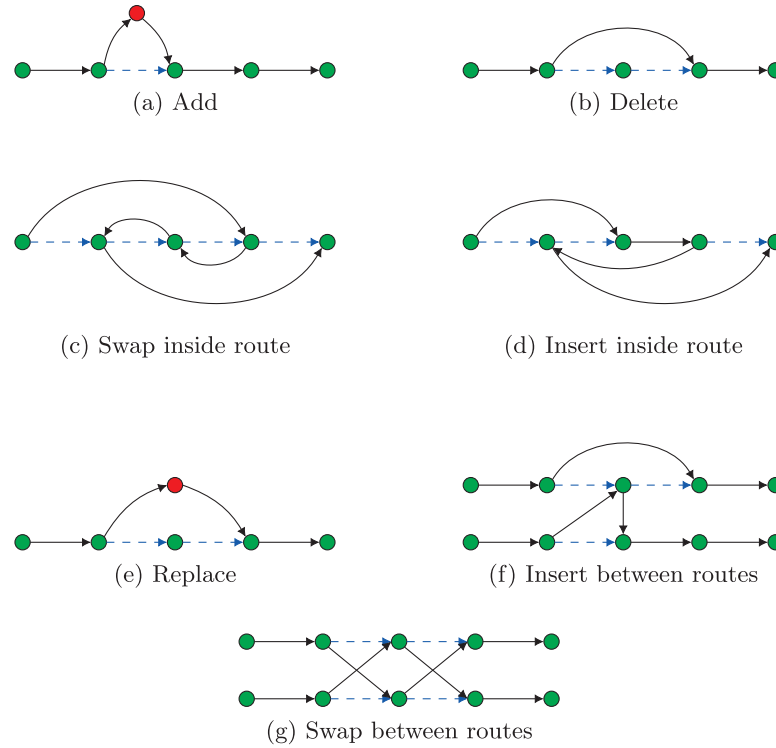 (a) Add
(b) Delete
(c) Swap inside route
(d) Insert inside route
(e) Replace
(f) Insert between routes
(g) Swap between routes